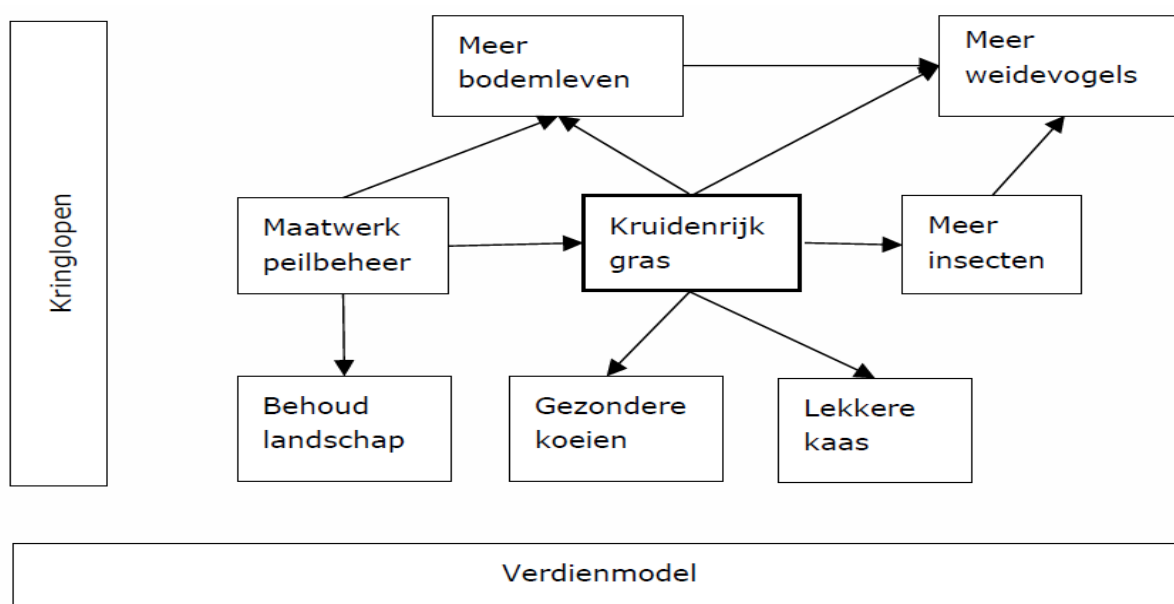 Meer
bodemleven
Meer
weidevogels
Kringlopen
Maatwerk
peilbeheer
Kruidenrijk
gras
Meer
insecten
Behoud
landschap
Gezondere
koeien
Lekkere
kaas
Verdienmodel